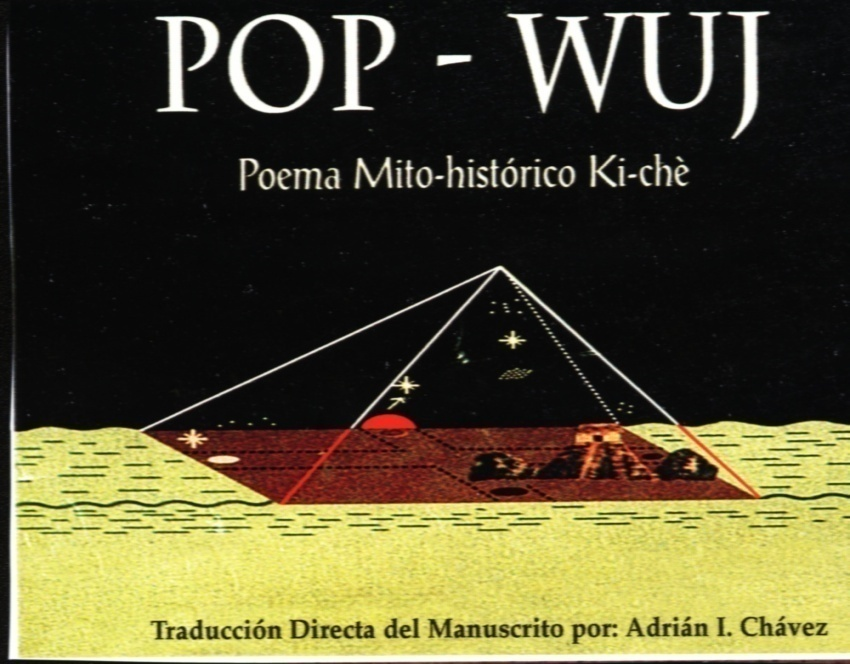 POP - WUJ
Poema Mito-histórico Ki-chè
Traducción Directa del Manuscrito por: Adrián I. Chávez